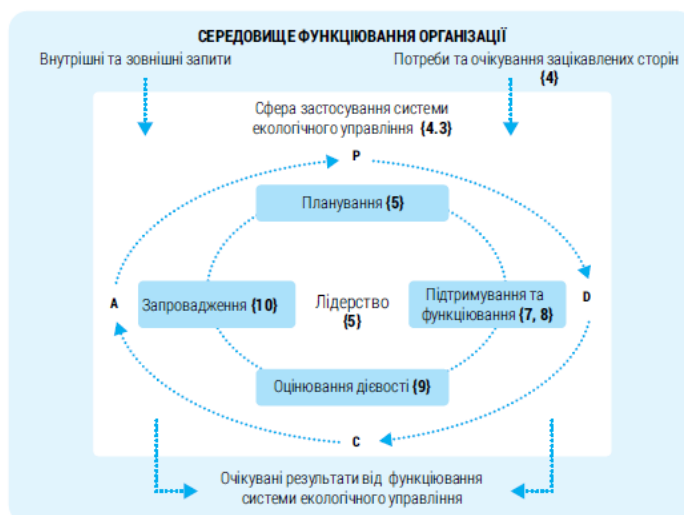 СЕРЕДОВИЩЕ ФУНКЦІЮВАННЯ ОРГАНІЗАЦІЇ
Внутрішні та зовнішні запити
Потреби та очікування зацікавлених сторін
{4}
Сфера застосування системи
екологічного управління {4.3}
P
Планування {5}
A
Запровадження {10}
Лідерство
{5}
Підтримування та
функціювання {7, 8}
D
Оцінювання дієвості {9}
C
Очікувані результати від функціювання
системи екологічного управління